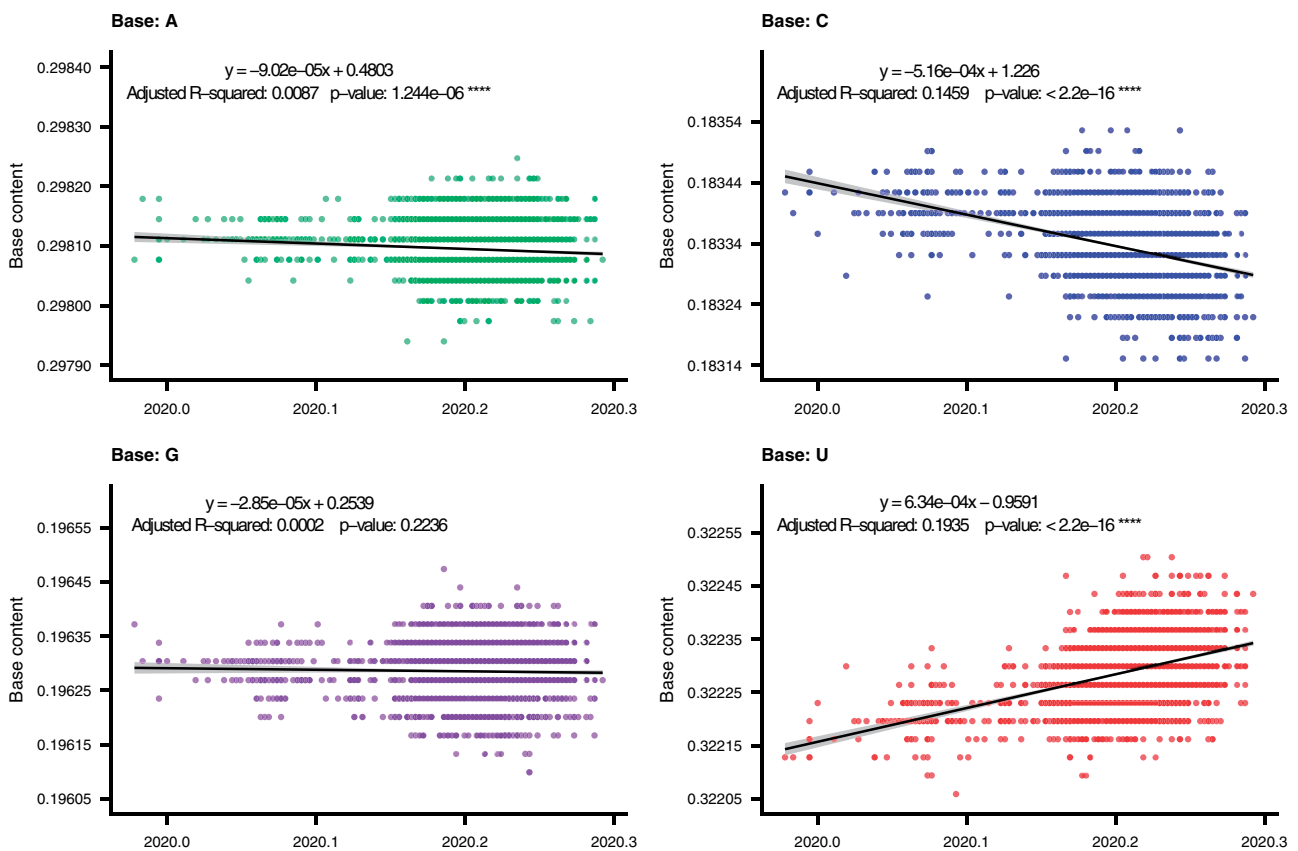 Base: A
y = −9.02e−05x + 0.4803
Adjusted R−squared: 0.0087 p−value: 1.244e−06 ****
Base content
0.29840
0.29830
0.29820
0.29810
0.29800
0.29790
2020.0 2020.1 2020.2 2020.3
Base: C
y = −5.16e−04x + 1.226
Adjusted R−squared: 0.1459 p−value: < 2.2e−16 ****
Base content
0.18354
0.18344
0.18334
0.18324
0.18314
2020.0 2020.1 2020.2 2020.3
Base: G
y = −2.85e−05x + 0.2539
Adjusted R−squared: 0.0002 p−value: 0.2236
Base content
0.19655
0.19645
0.19635
0.19625
0.19615
0.19605
2020.0 2020.1 2020.2 2020.3
Base: U
y = 6.34e−04x − 0.9591
Adjusted R−squared: 0.1935 p−value: < 2.2e−16 ****
Base content
0.32255
0.32245
0.32235
0.32225
0.32215
0.32205
2020.0 2020.1 2020.2 2020.3